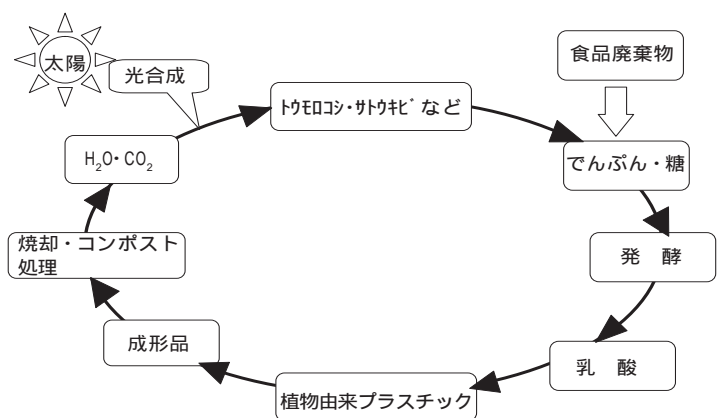 太陽
光合成
食品廃棄物
ﾄｳﾓﾛｺｼ・ｻﾄｳｷﾋﾞなど
H₂O・CO₂
でんぷん・糖
焼却・コンポスト
処理
発 酵
成形品
乳 酸
植物由来プラスチック